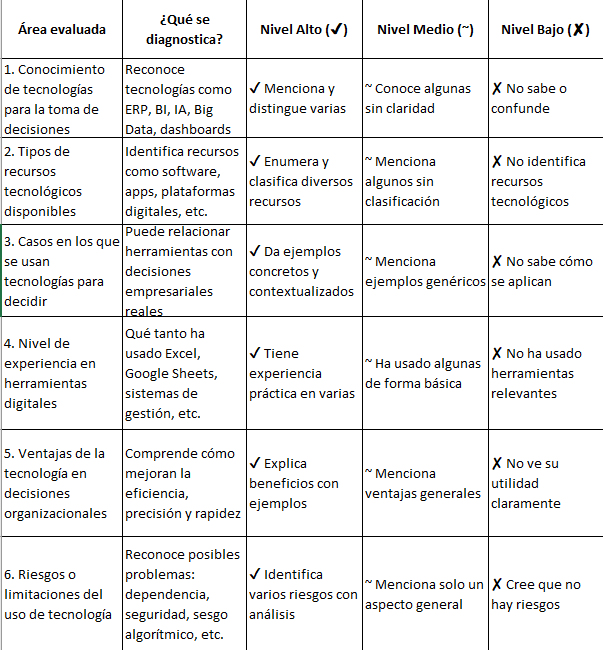 Área evaluada
¿Qué se
diagnostica?
Nivel Alto (✔)
Nivel Medio (~)
Nivel Bajo (✘)
1. Conocimiento
de tecnologías
para la toma de
decisiones
Reconoce
tecnologías como
ERP, BI, IA, Big
Data, dashboards
✔ Menciona y
distingue varias
~ Conoce algunas
sin claridad
✘ No sabe o
confunde
2. Tipos de
recursos
tecnológicos
disponibles
Identifica recursos
como software,
apps, plataformas
digitales, etc.
✔ Enumera y
clasifica diversos
recursos
~ Menciona
algunos sin
clasificación
✘ No identifica
recursos
tecnológicos
3. Casos en los que
se usan
tecnologías para
decidir
Puede relacionar
herramientas con
decisiones
empresariales
reales
✔ Da ejemplos
concretos y
contextualizados
~ Menciona
ejemplos genéricos
✘ No sabe cómo
se aplican
4. Nivel de
experiencia en
herramientas
digitales
Qué tanto ha
usado Excel,
Google Sheets,
sistemas de
gestión, etc.
✔ Tiene
experiencia
práctica en varias
~ Ha usado algunas
de forma básica
✘ No ha usado
herramientas
relevantes
5. Ventajas de la
tecnología en
decisiones
organizacionales
Comprende cómo
mejoran la
eficiencia,
precisión y rapidez
✔ Explica
beneficios con
ejemplos
~ Menciona
ventajas generales
✘ No ve su
utilidad
claramente
6. Riesgos o
limitaciones del
uso de tecnología
Reconoce posibles
problemas:
dependencia,
seguridad, sesgo
algorítmico, etc.
✔ Identifica
varios riesgos con
análisis
~ Menciona solo un
aspecto general
✘ Cree que no
hay riesgos